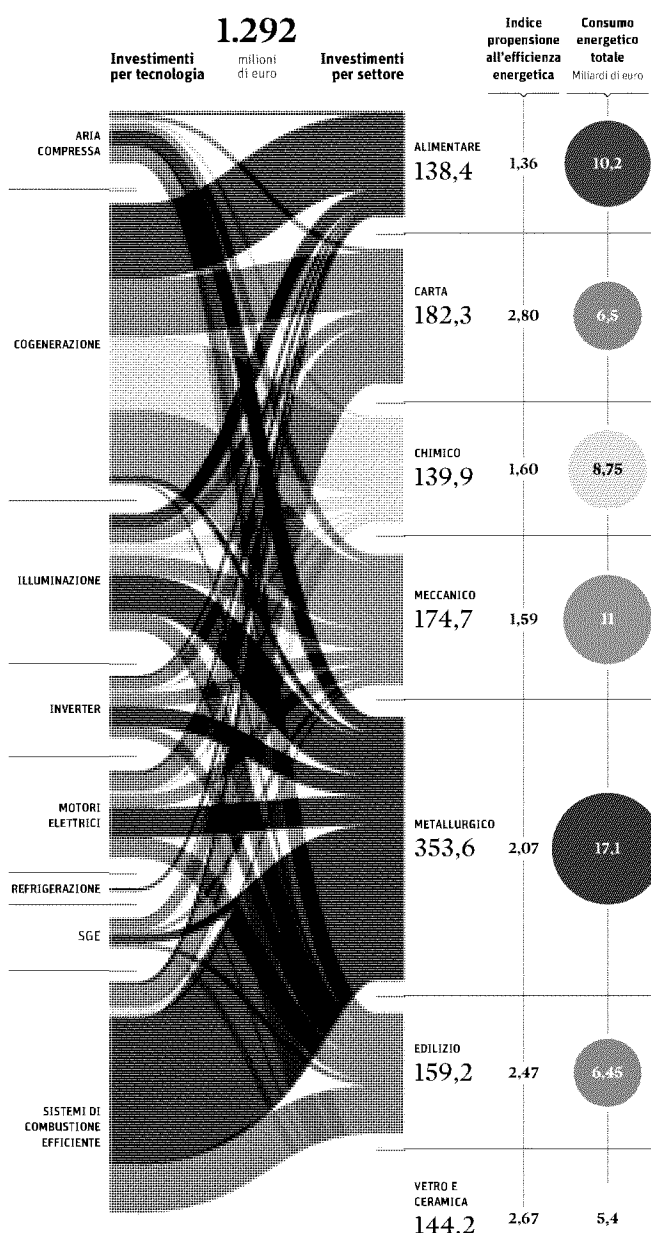 1.292
milioni
di euro
Investimenti
per tecnologia
Investimenti
per settore
Indice
propensione
all'efficienza
energetica
Consumo
energetico
totale
Miliardi di euro
ARIA
COMPRESSA
COGENERAZIONE
ILLUMINAZIONE
INVERTER
MOTORI
ELETTRICI
REFRIGERAZIONE
SGE
SISTEMI DI
COMBUSTIONE
EFFICIENTE
ALIMENTARE
138,4 1,36 10,2
CARTA
182,3 2,80 6,5
CHIMICO
139,9 1,60 8,75
MECCANICO
174,7 1,59 11
METALLURGICO
353,6 2,07 17,1
EDILIZIO
159,2 2,47 6,45
VETRO E
CERAMICA
144,2 2,67 5,4